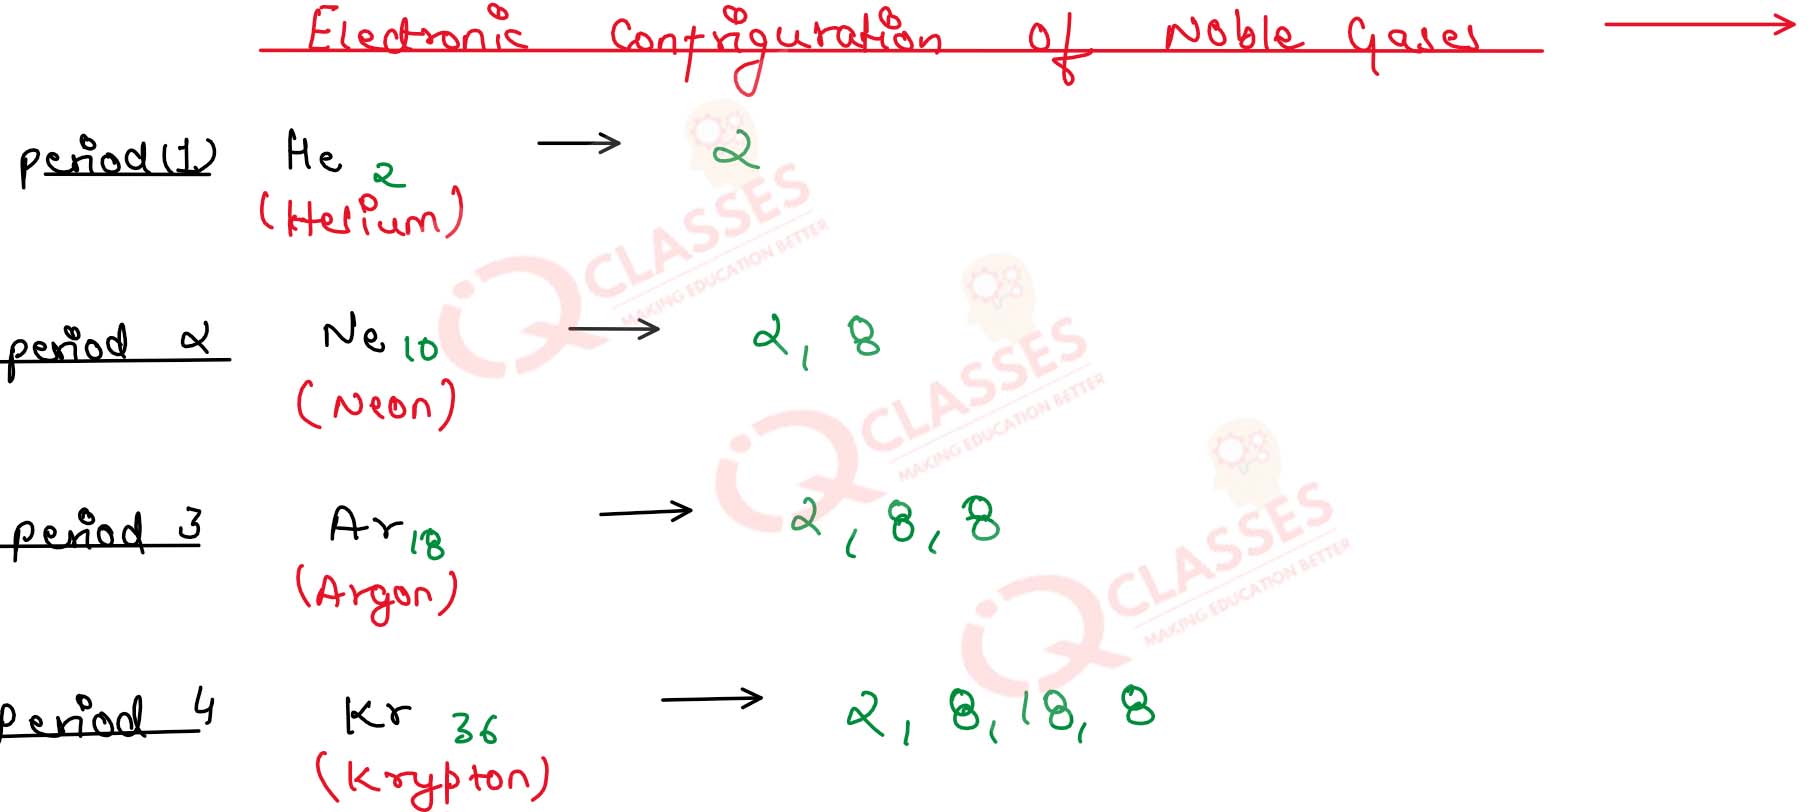 Electronic Configuration of Noble Gases →
period(1) He 2 → 2
(Helium)
period 2 Ne 10 → 2, 8
(Neon)
period 3 Ar 18 → 2, 8, 8
(Argon)
period 4 Kr 36 → 2, 8, 18, 8
(Krypton)
iQ CLASSES
MAKING EDUCATION BETTER
iQ CLASSES
MAKING EDUCATION BETTER
iQ CLASSES
MAKING EDUCATION BETTER